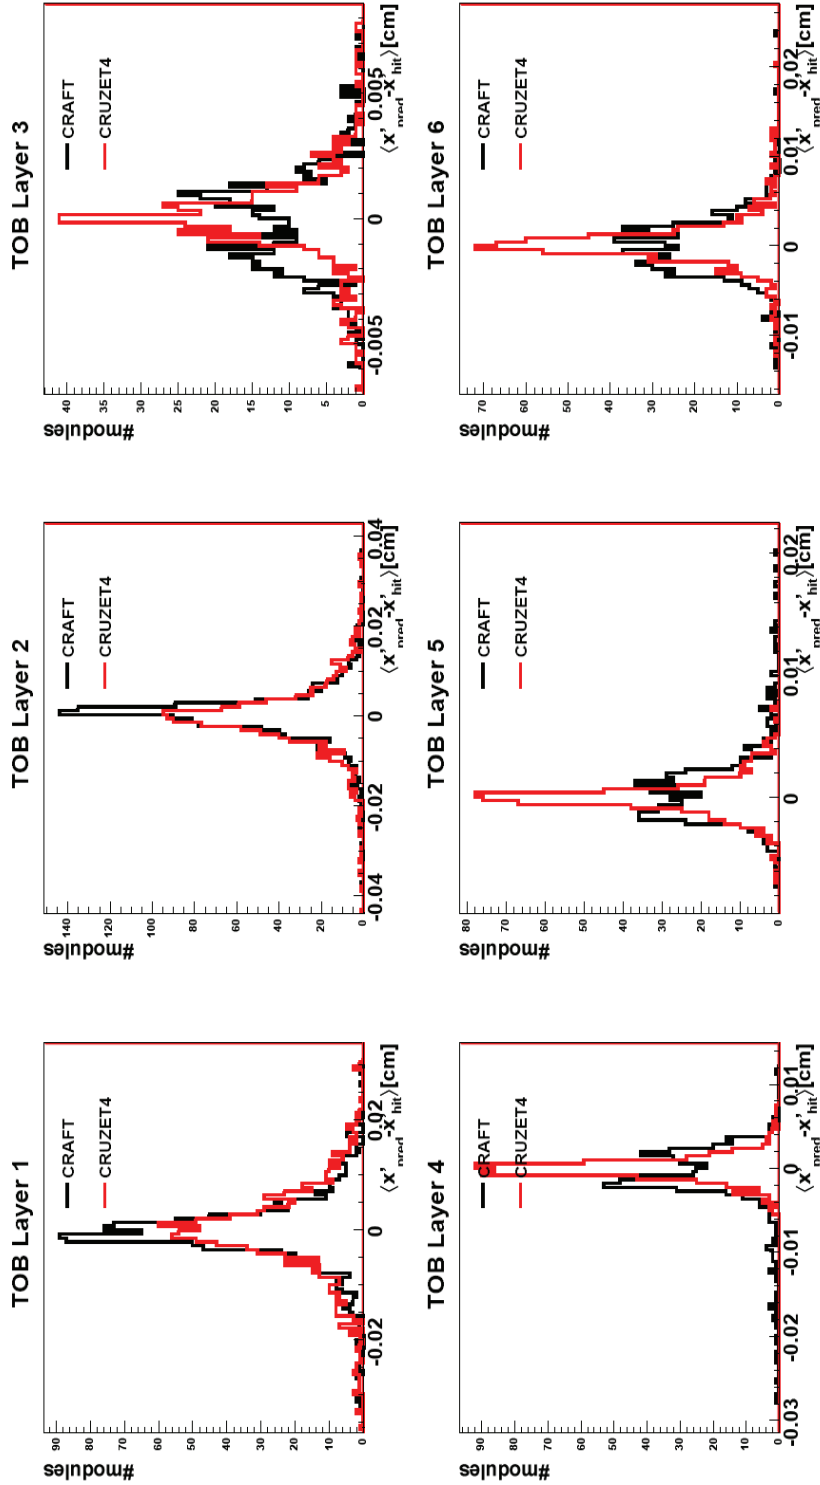 TOB Layer 1
#modules
90
80
70
60
50
40
30
20
10
0
CRAFT
CRUZET4
-0.02 0 0.02
⟨x'pred-x'hit⟩[cm]
TOB Layer 2
#modules
140
120
100
80
60
40
20
0
CRAFT
CRUZET4
-0.04 -0.02 0 0.02 0.04
⟨x'pred-x'hit⟩[cm]
TOB Layer 3
#modules
40
35
30
25
20
15
10
5
0
CRAFT
CRUZET4
-0.005 0 0.005
⟨x'pred-x'hit⟩[cm]
TOB Layer 4
#modules
90
80
70
60
50
40
30
20
10
0
CRAFT
CRUZET4
-0.03 -0.02 -0.01 0 0.01
⟨x'pred-x'hit⟩[cm]
TOB Layer 5
#modules
80
70
60
50
40
30
20
10
0
CRAFT
CRUZET4
0 0.01 0.02
⟨x'pred-x'hit⟩[cm]
TOB Layer 6
#modules
70
60
50
40
30
20
10
0
CRAFT
CRUZET4
-0.01 0 0.01 0.02
⟨x'pred-x'hit⟩[cm]